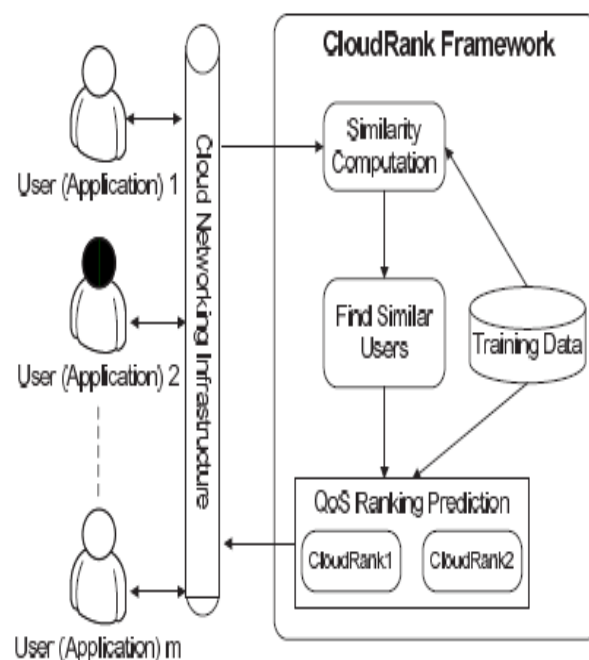 CloudRank Framework
User (Application) 1
User (Application) 2
User (Application) m
Cloud Networking Infrastructure
Similarity
Computation
Find Similar
Users
Training Data
QoS Ranking Prediction
CloudRank1
CloudRank2